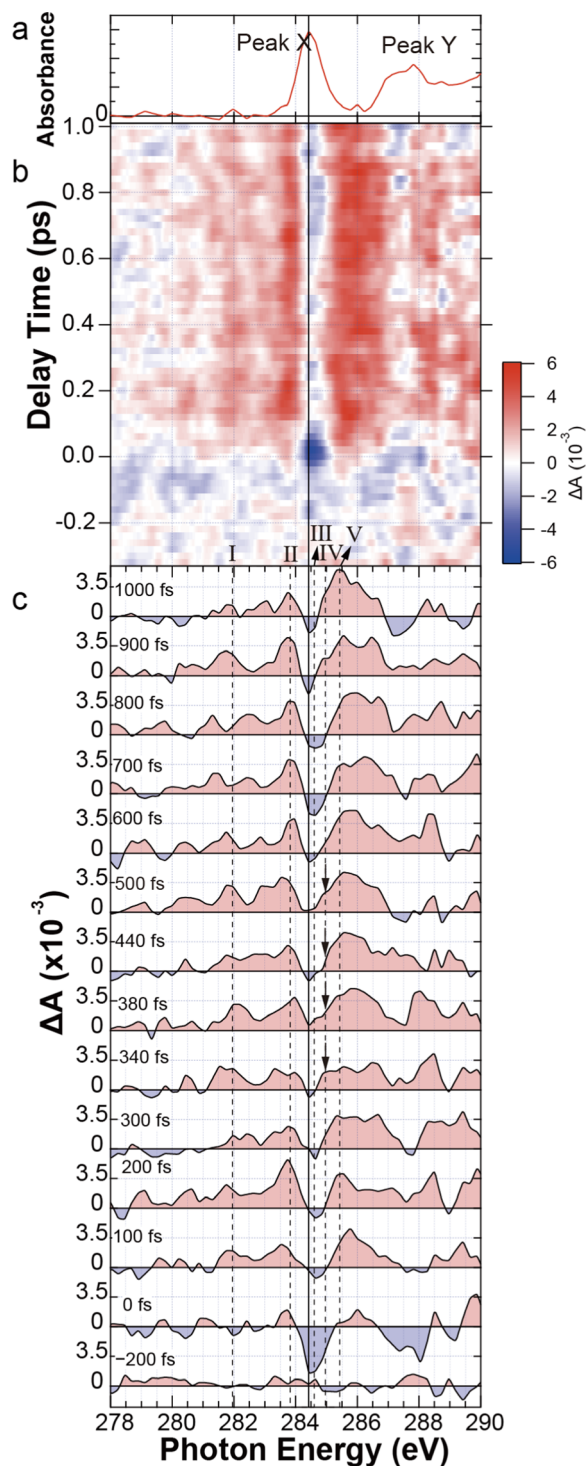 a
Absorbance
0
Peak X
Peak Y
b
Delay Time (ps)
1.0
0.8
0.6
0.4
0.2
0.0
-0.2
6
4
2
0
-2
-4
-6
ΔA (10⁻³)
I II III IV V
c
ΔA (x10⁻³)
3.5
0
1000 fs
3.5
0
900 fs
3.5
0
800 fs
3.5
0
700 fs
3.5
0
600 fs
3.5
0
500 fs
3.5
0
440 fs
3.5
0
380 fs
3.5
0
340 fs
3.5
0
300 fs
3.5
0
200 fs
3.5
0
100 fs
3.5
0
0 fs
3.5
0
−200 fs
278 280 282 284 286 288 290
Photon Energy (eV)